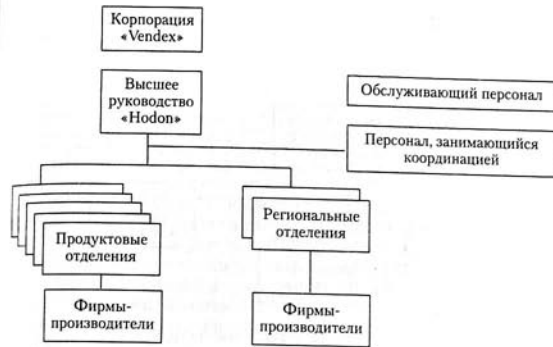 Корпорация
«Vendex»
Высшее
руководство
«Hodon»
Обслуживающий персонал
Персонал, занимающийся
координацией
Продуктовые
отделения
Региональные
отделения
Фирмы-
производители
Фирмы-
производители